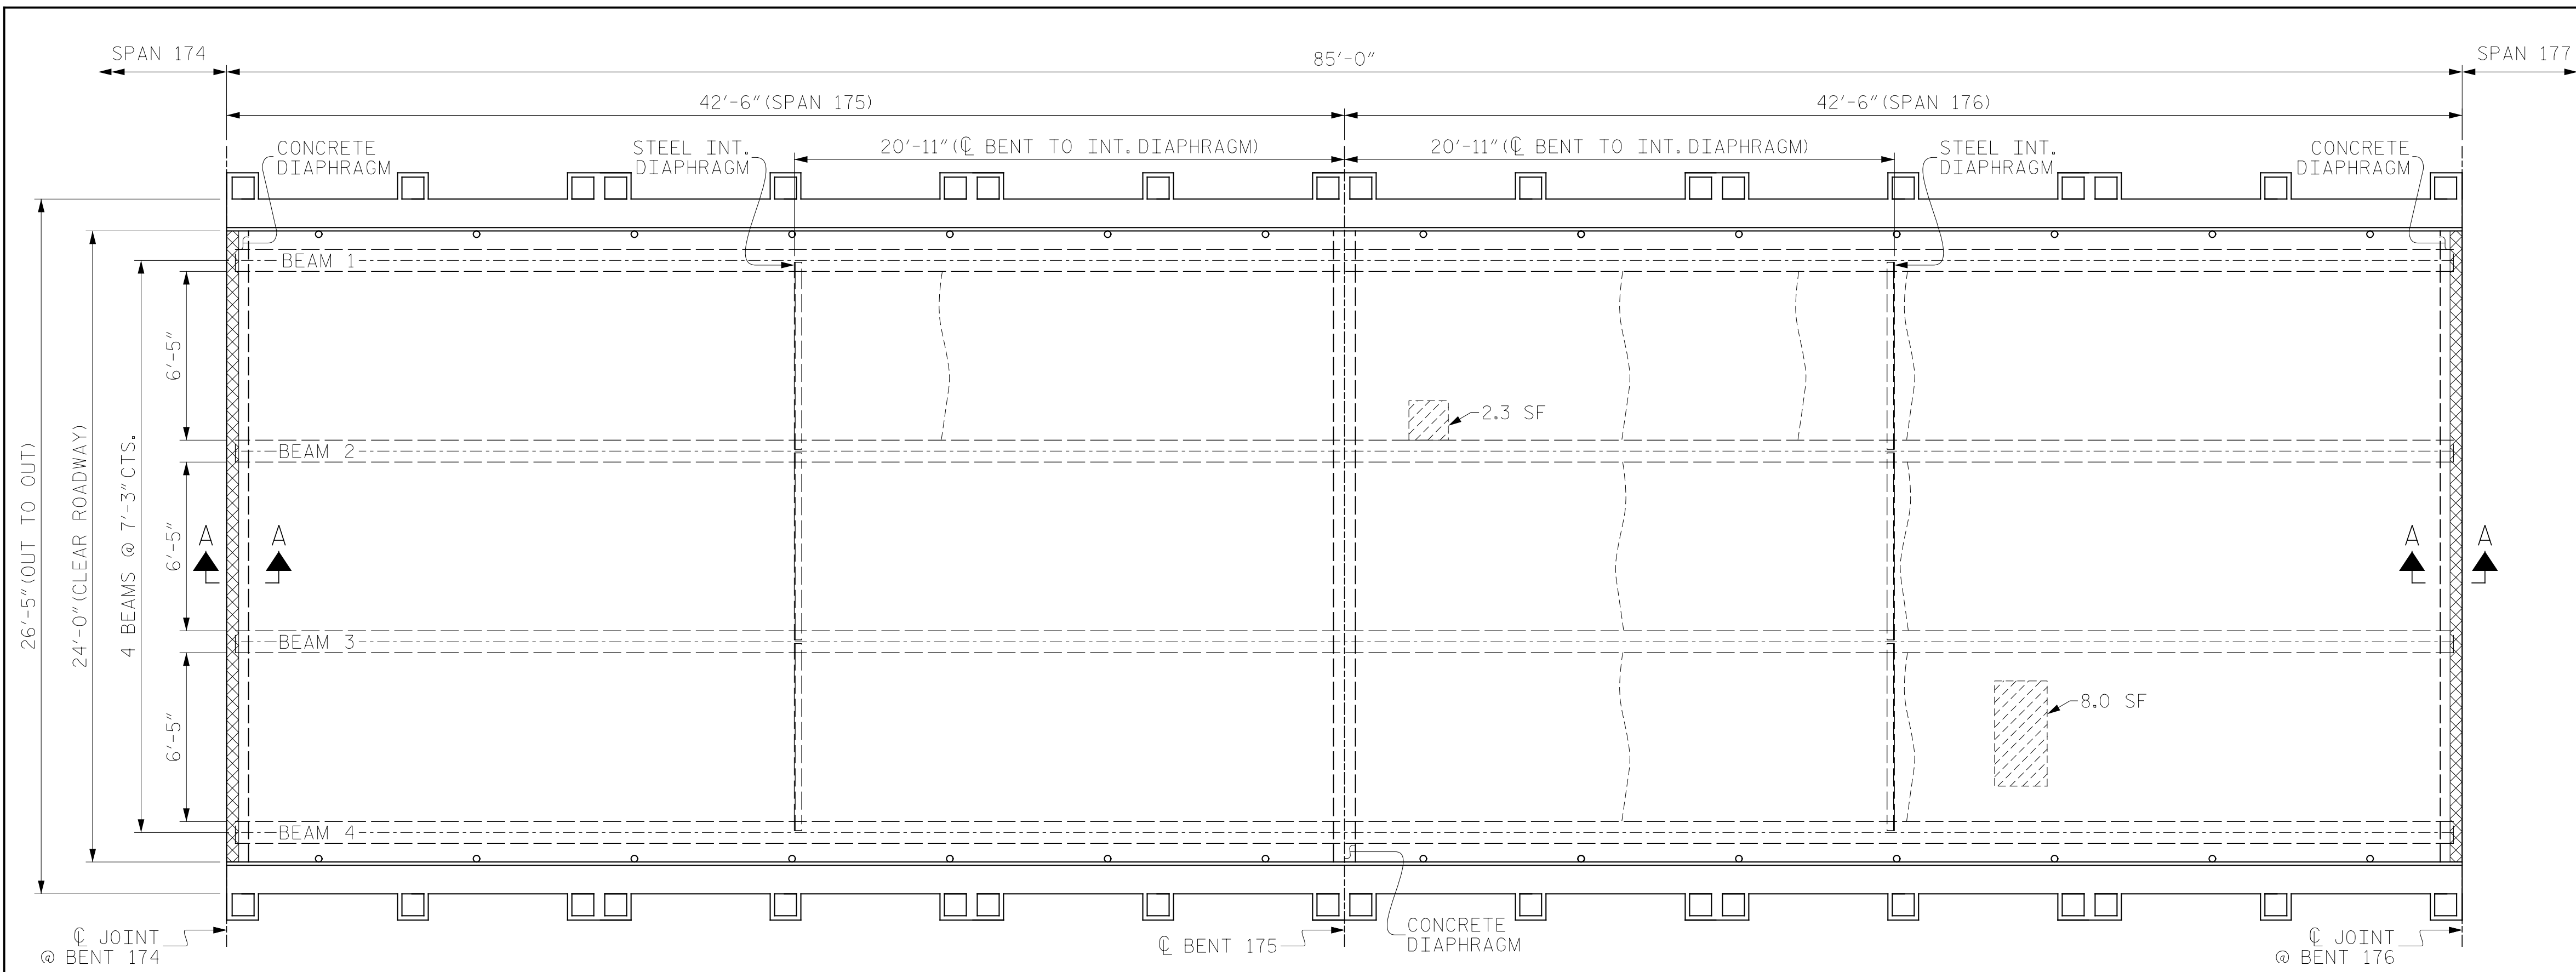 SPAN 174
85'-0"
SPAN 177
42'-6"(SPAN 175)
42'-6"(SPAN 176)
CONCRETE
DIAPHRAGM
STEEL INT.
DIAPHRAGM
20'-11"(℄ BENT TO INT. DIAPHRAGM)
20'-11"(℄ BENT TO INT. DIAPHRAGM)
STEEL INT.
DIAPHRAGM
CONCRETE
DIAPHRAGM
26'-5"(OUT TO OUT)
24'-0"(CLEAR ROADWAY)
4 BEAMS @ 7'-3" CTS.
6'-5"
6'-5"
6'-5"
BEAM 1
BEAM 2
BEAM 3
BEAM 4
2.3 SF
8.0 SF
A
A
A
A
℄ JOINT
@ BENT 174
℄ BENT 175
CONCRETE
DIAPHRAGM
℄ JOINT
@ BENT 176